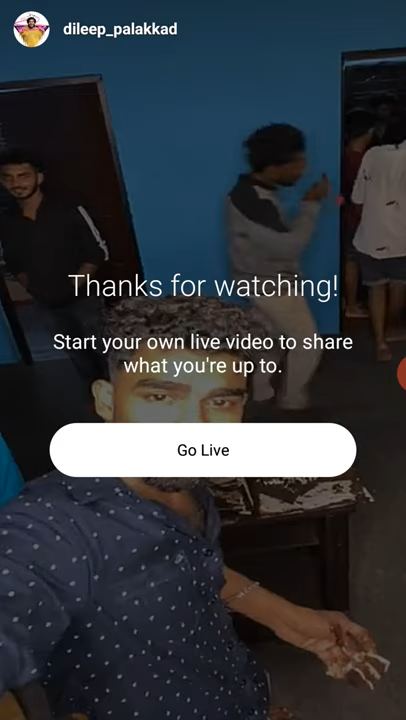 dileep_palakkad
Thanks for watching!
Start your own live video to share
what you're up to.
Go Live